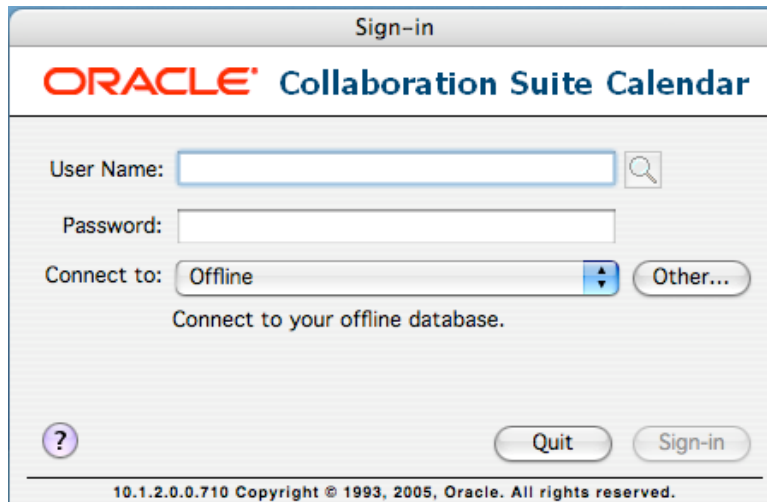 Sign-in
ORACLE® Collaboration Suite Calendar
User Name:
Password:
Connect to: Offline Other...
Connect to your offline database.
? Quit Sign-in
10.1.2.0.0.710 Copyright © 1993, 2005, Oracle. All rights reserved.